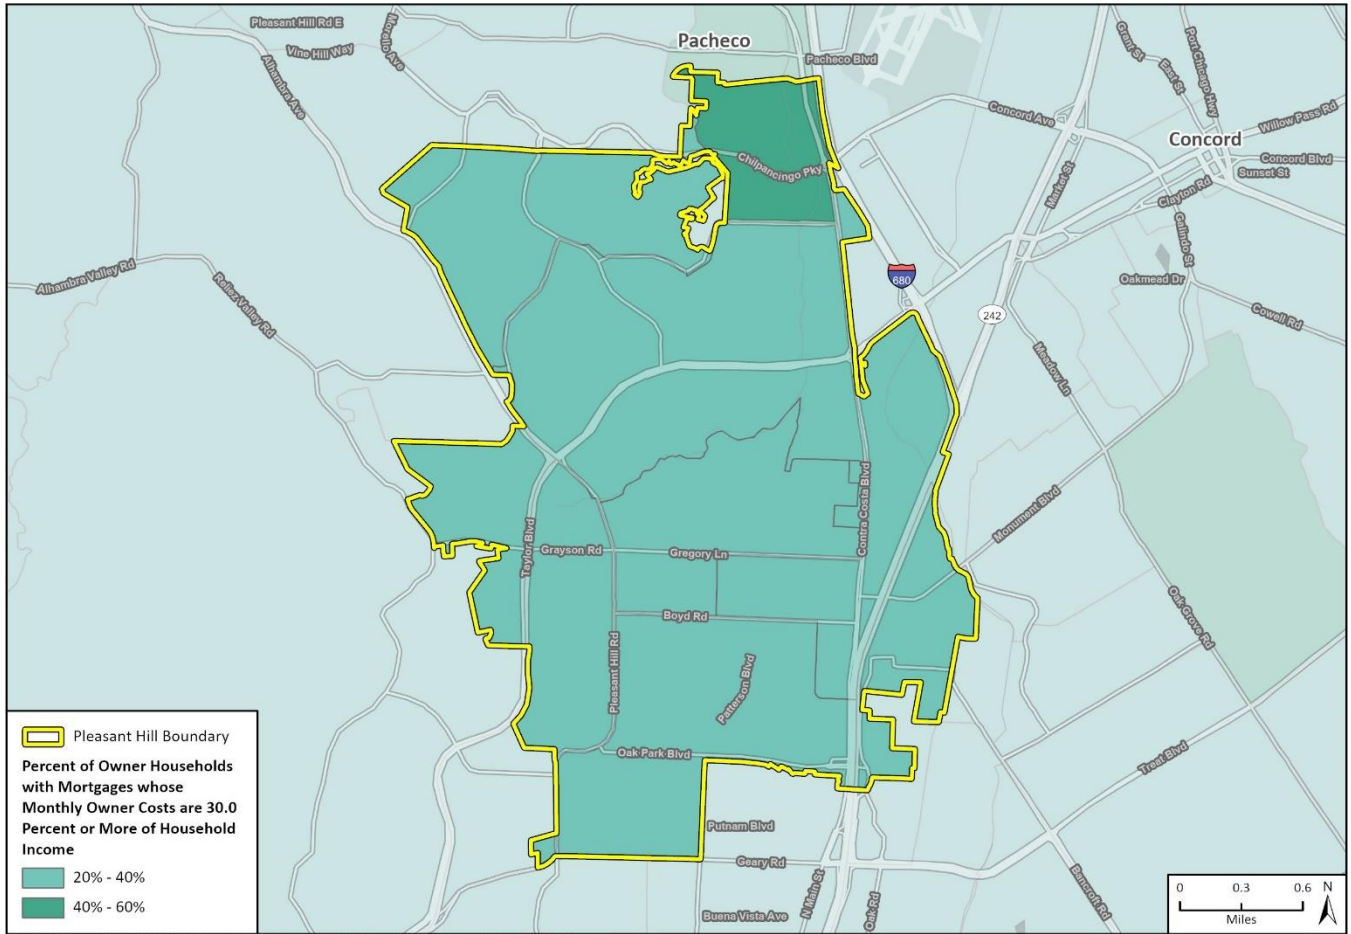 Pleasant Hill Rd E
Morello Ave
Vine Hill Way
Alhambra Ave
Pacheco
Pacheco Blvd
Grant St
East St
Port Chicago Hwy
Willow Pass Rd
Concord Ave
Concord
Concord Blvd
Sunset St
Market St
Clayton Rd
Galindo St
Chilpancingo Pky
Alhambra Valley Rd
Reliez Valley Rd
680
242
Oakmead Dr
Cowell Rd
Meadow Ln
Contra Costa Blvd
Monument Blvd
Taylor Blvd
Grayson Rd
Gregory Ln
Boyd Rd
Oak Grove Rd
Pleasant Hill Rd
Patterson Blvd
Oak Park Blvd
Treat Blvd
Putnam Blvd
Geary Rd
N Main St
Oak Rd
Bancroft Rd
Buena Vista Ave
Pleasant Hill Boundary
Percent of Owner Households
with Mortgages whose
Monthly Owner Costs are 30.0
Percent or More of Household
Income
20% - 40%
40% - 60%
0 0.3 0.6
Miles
N